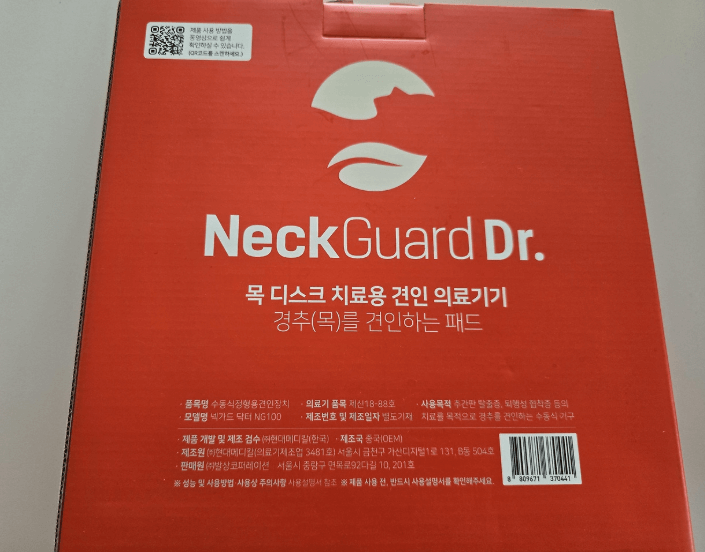 제품 사용 방법을
동영상으로 쉽게
확인하실 수 있습니다.
(QR코드를 스캔하세요.)
NeckGuard Dr.
목 디스크 치료용 견인 의료기기
경추(목)를 견인하는 패드
· 품목명 수동식정형용견인장치 · 의료기 품목 제신18-88호 · 사용목적 추간판 탈출증, 퇴행성 협착증 등의
· 모델명 넥가드 닥터 NG100 · 제조번호 및 제조일자 별도기재 치료를 목적으로 경추를 견인하는 수동식 기구
· 제품 개발 및 제조 검수 ㈜현대메디칼(한국) · 제조국 중국(OEM)
· 제조원 ㈜현대메디칼(의료기제조업 3481호) 서울시 금천구 가산디지털1로 131, B동 504호
· 판매원 ㈜발상코퍼레이션 서울시 중랑구 면목로92다길 10, 201호
※ 성능 및 사용방법·사용상 주의사항 사용설명서 참조 ※ 제품 사용 전, 반드시 사용설명서를 확인해주세요.
8 809671 370441